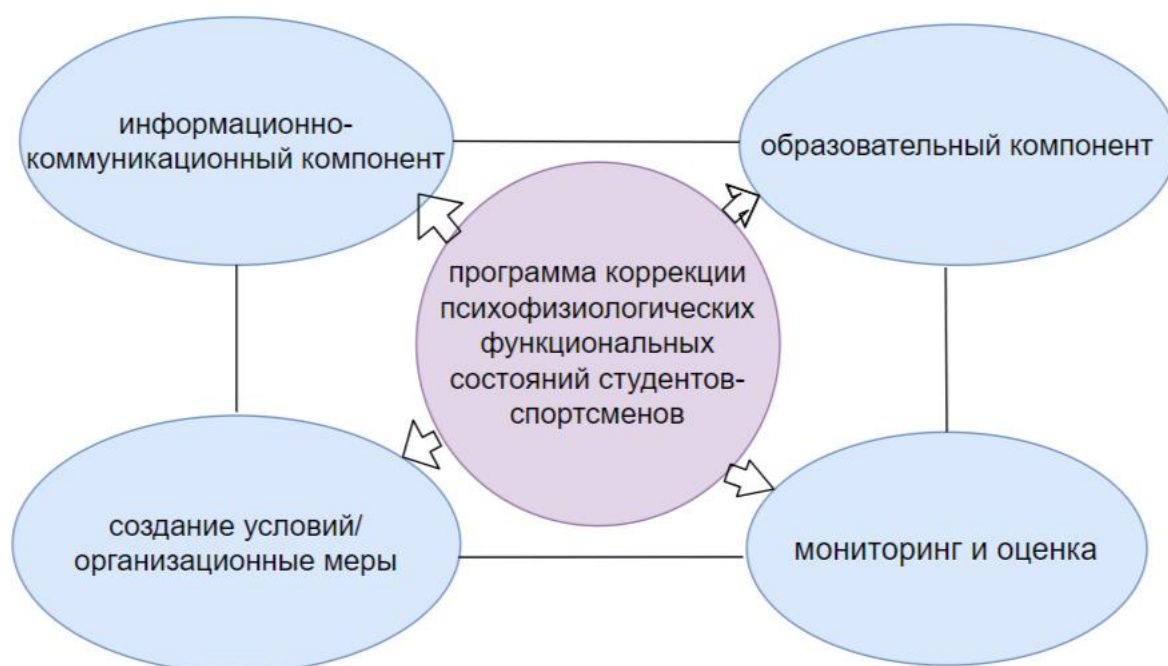 информационно-
коммуникационный компонент
образовательный компонент
программа коррекции
психофизиологических
функциональных
состояний студентов-
спортсменов
создание условий/
организационные меры
мониторинг и оценка